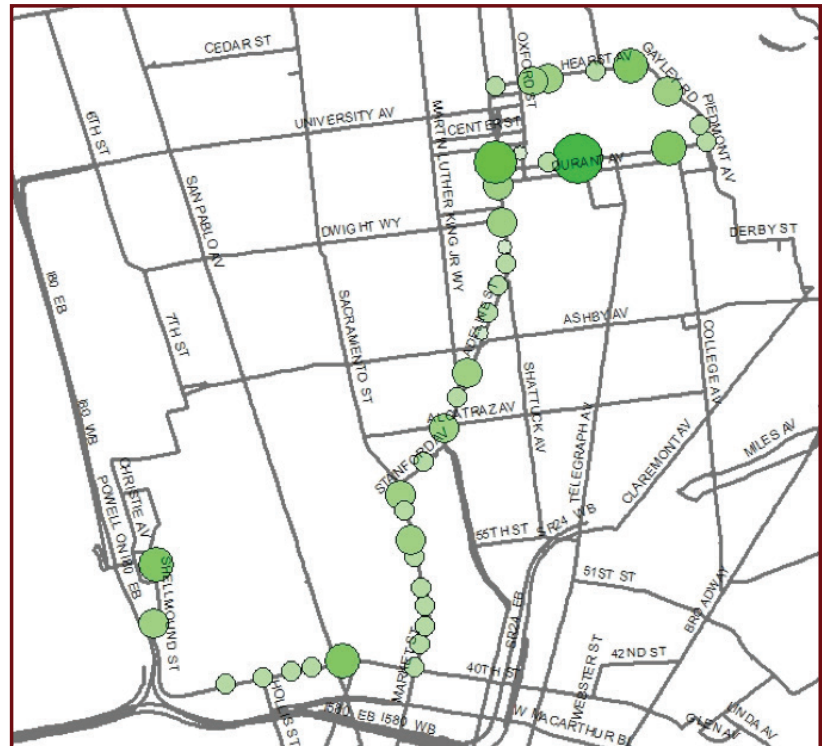 CEDAR ST
OXFORD ST
HEARST AV
GAYLEY RD
PIEDMONT AV
6TH ST
UNIVERSITY AV
MARTIN LUTHER KING JR WY
CENTER ST
DURANT AV
SAN PABLO AV
DWIGHT WY
DERBY ST
I80 EB
7TH ST
SACRAMENTO ST
ADELINE ST
ASHBY AV
SHATTUCK AV
COLLEGE AV
I80 WB
ALCATRAZ AV
TELEGRAPH AV
CLAREMONT AV
MILES AV
STANFORD AV
CHRISTIE AV
POWELL ON I80 EB
SHELLMOUND ST
55TH ST
SR24 WB
51ST ST
BROADWAY
SR24 EB
MARKET ST
40TH ST
42ND ST
WEBSTER ST
HOLLIS ST
I580 EB
I580 WB
W MACARTHUR BL
GLEN AV
LINDA AV